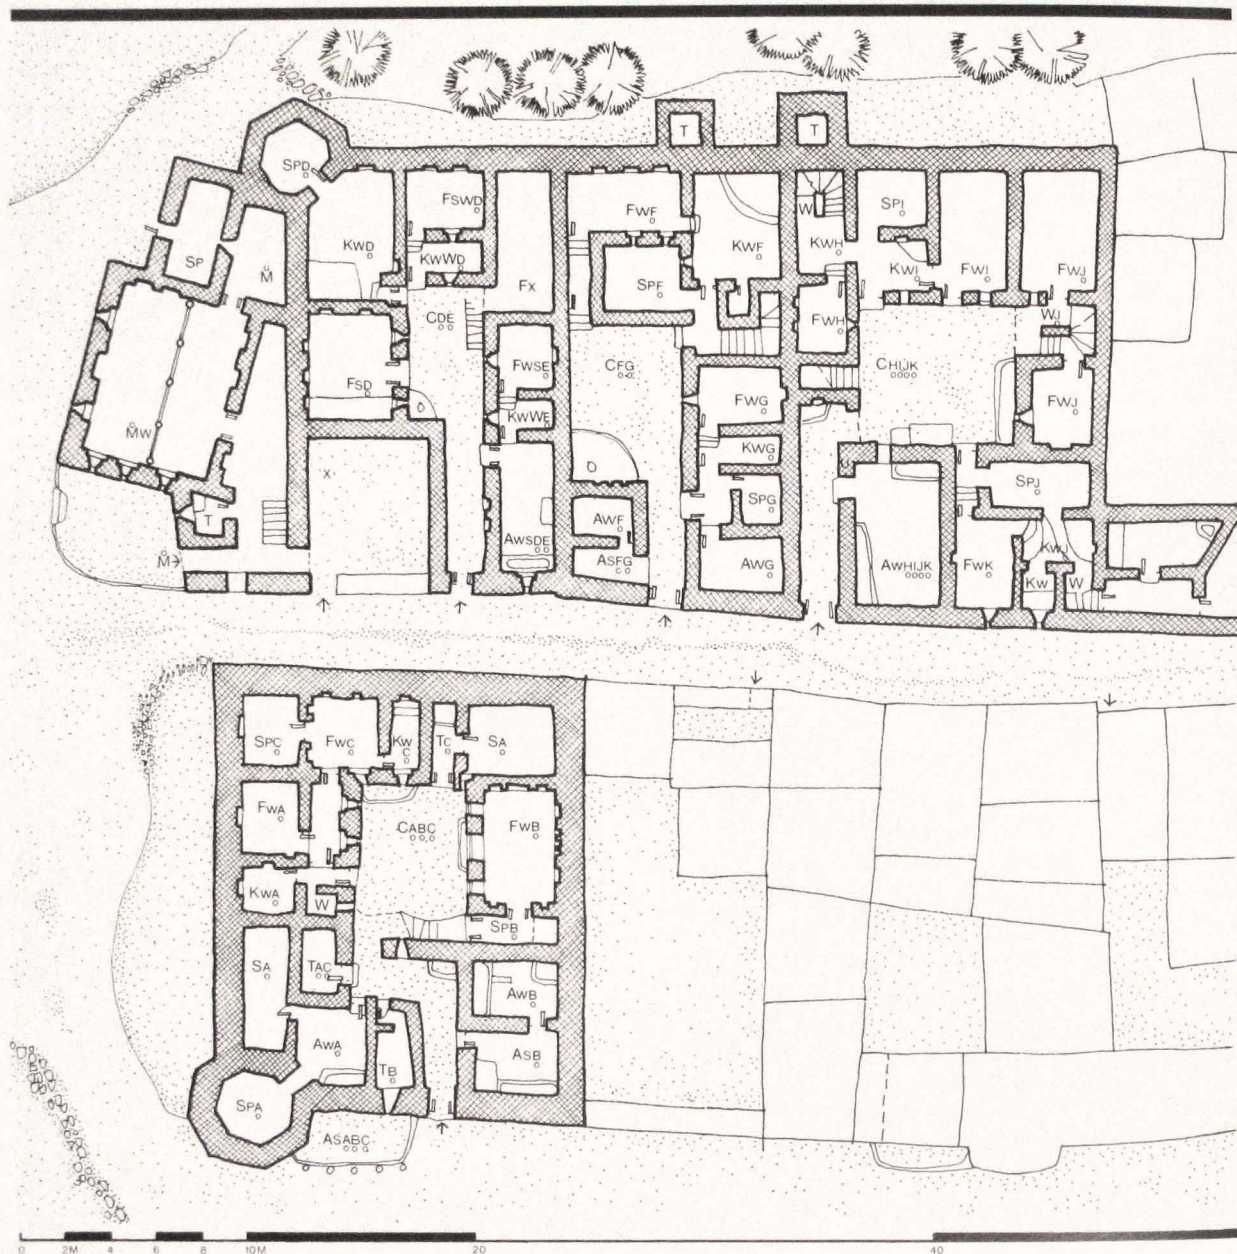 T
T
SPD
FSWD
FWF
SPI
W
SP
M
KWD
KWWD
KWF
KWH
KWI
FWI
FWJ
FX
SPF
CDE
FWH
WJ
FSD
FWSE
CFG
CHIJK
FWG
FWJ
KWWE
MW
KWG
X
SPG
SPJ
T
AWSDE
AWF
ASFG
AWG
AWHIJK
FWK
KWJ
KW
W
M→
SPC
FWC
KWC
TC
SA
FWA
CABC
FWB
KWA
W
SPB
SA
TAC
AWB
AWA
ASB
TB
SPA
ASABC
0 2M 4 6 8 10M 20 40